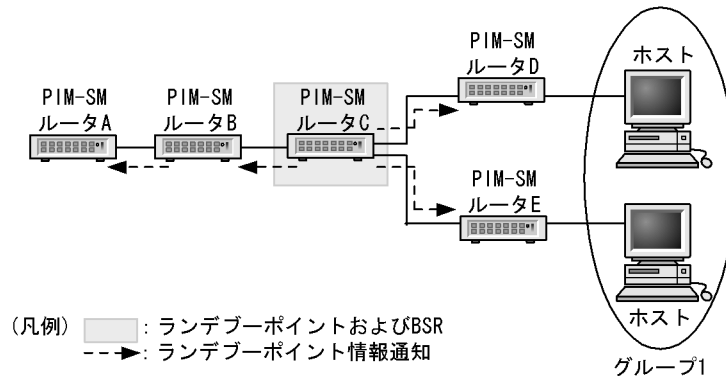 PIM-SM
ルータD
ホスト
PIM-SM
ルータA
PIM-SM
ルータB
PIM-SM
ルータC
PIM-SM
ルータE
ホスト
(凡例) : ランデブーポイントおよびBSR
: ランデブーポイント情報通知
グループ1